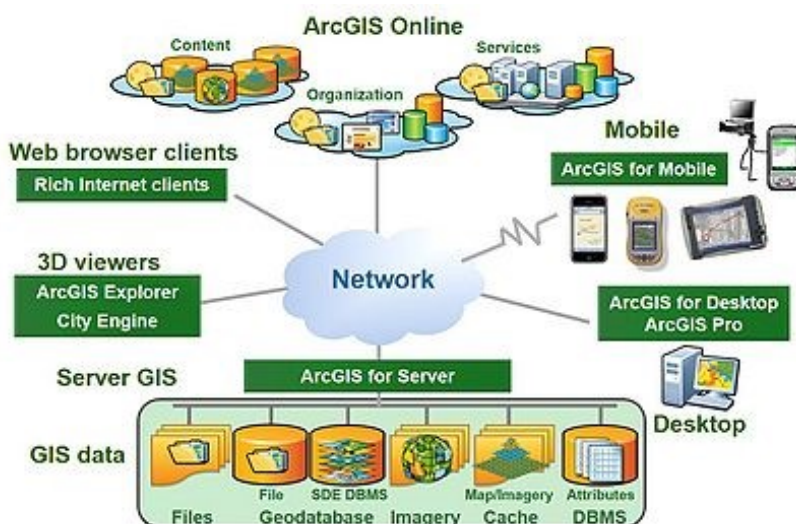 ArcGIS Online
Content
Services
Organization
Web browser clients
Rich Internet clients
Mobile
ArcGIS for Mobile
3D viewers
ArcGIS Explorer
City Engine
Network
ArcGIS for Desktop
ArcGIS Pro
Desktop
Server GIS
ArcGIS for Server
GIS data
File
SDE DBMS
Map/Imagery
Attributes
Files
Geodatabase
Imagery
Cache
DBMS